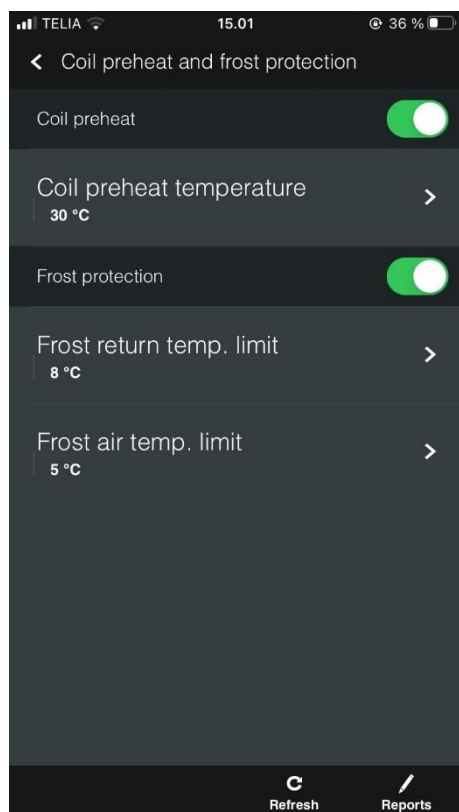 TELIA 15.01 36 %
Coil preheat and frost protection
Coil preheat
Coil preheat temperature
30 °C
Frost protection
Frost return temp. limit
8 °C
Frost air temp. limit
5 °C
Refresh Reports